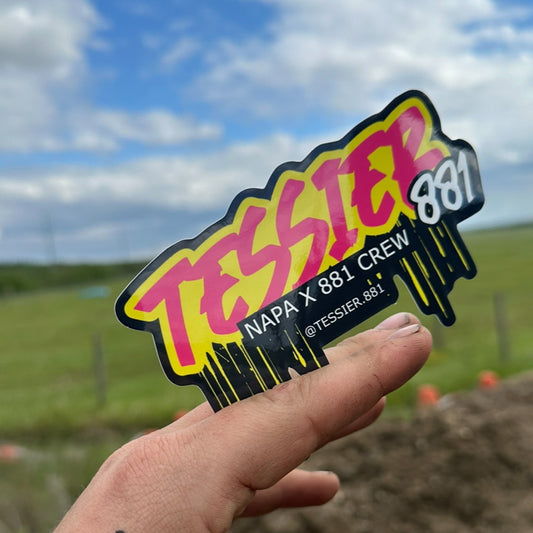 TESSIER
881
NAPA X 881 CREW
@TESSIER.881